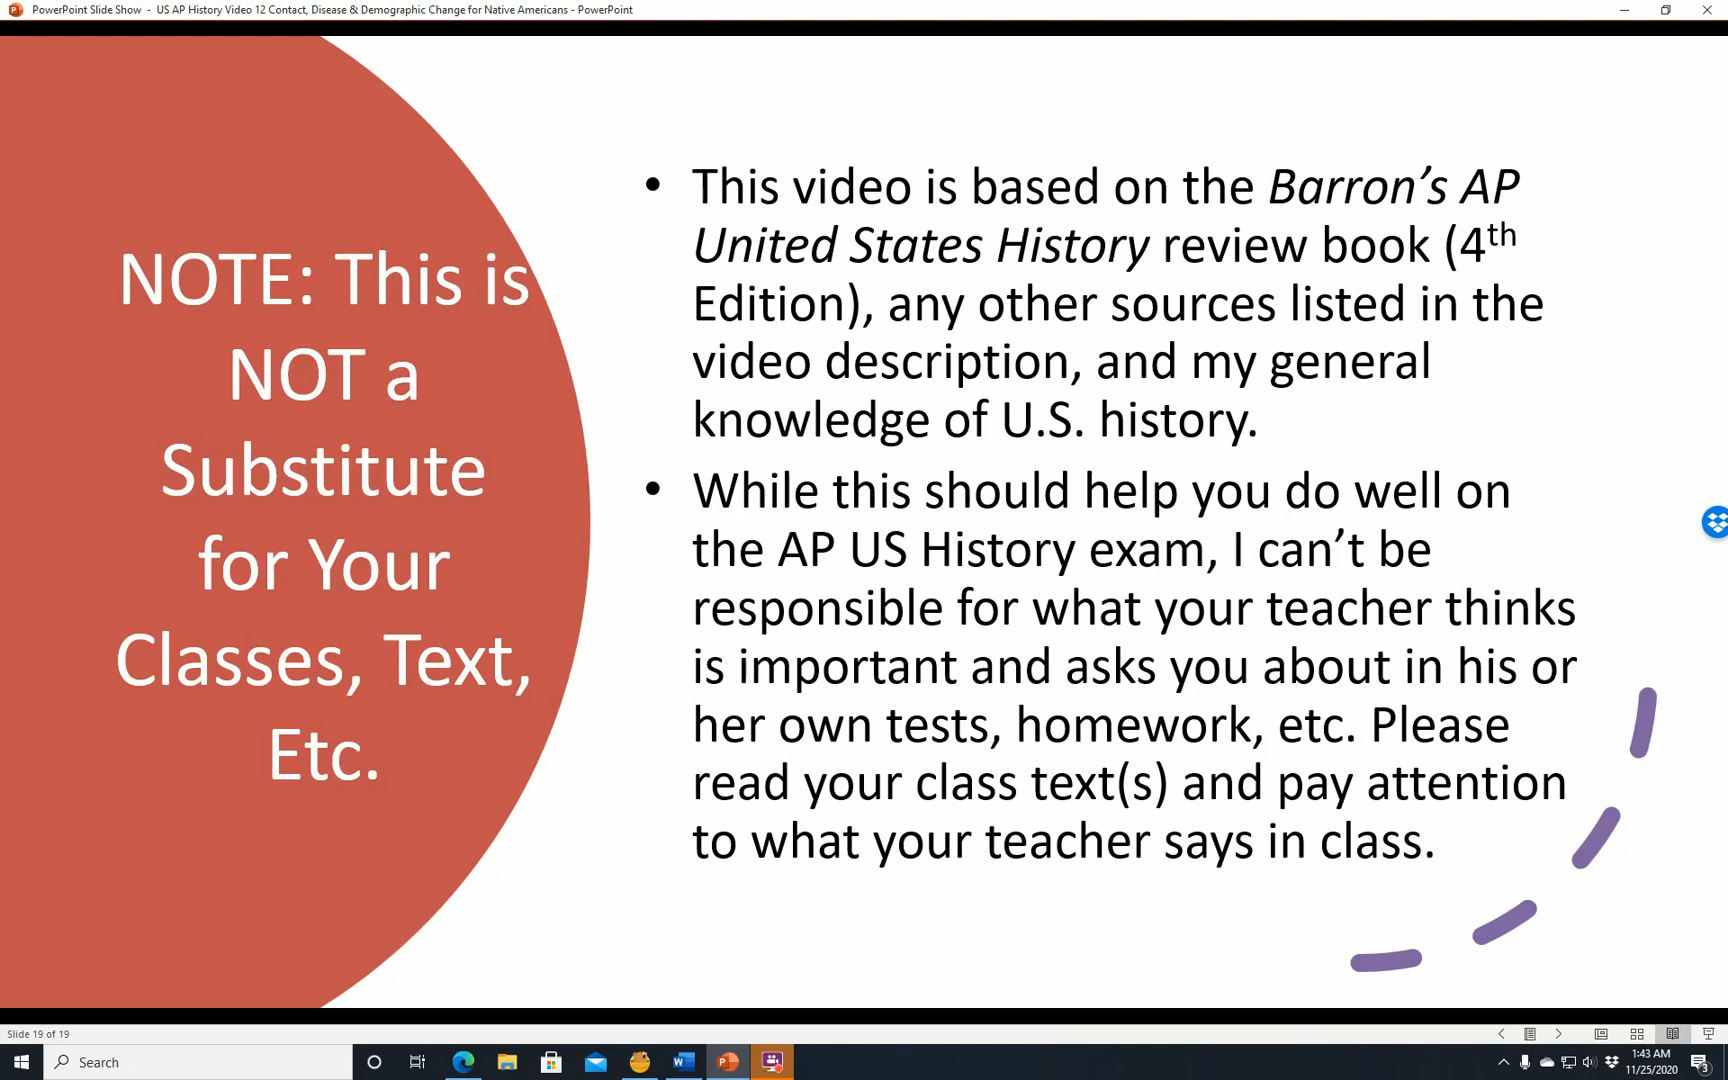 PowerPoint Slide Show - US AP History Video 12 Contact, Disease & Demographic Change for Native Americans - PowerPoint
NOTE: This is
NOT a
Substitute
for Your
Classes, Text,
Etc.
• This video is based on the Barron’s AP
United States History review book (4th
Edition), any other sources listed in the
video description, and my general
knowledge of U.S. history.
• While this should help you do well on
the AP US History exam, I can’t be
responsible for what your teacher thinks
is important and asks you about in his or
her own tests, homework, etc. Please
read your class text(s) and pay attention
to what your teacher says in class.
Slide 19 of 19
Search
1:43 AM
11/25/2020
3